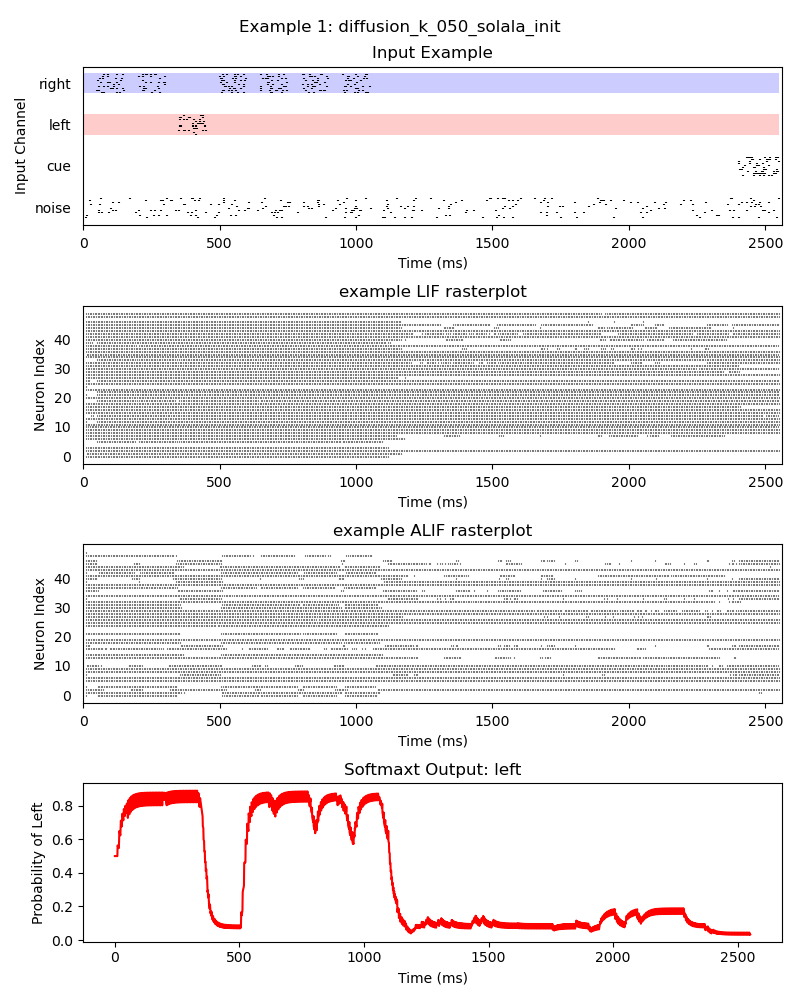 Example 1: diffusion_k_050_solala_init
Input Example
Input Channel
right
left
cue
noise
0 500 1000 1500 2000 2500
Time (ms)
example LIF rasterplot
Neuron Index
40
30
20
10
0
0 500 1000 1500 2000 2500
Time (ms)
example ALIF rasterplot
Neuron Index
40
30
20
10
0
0 500 1000 1500 2000 2500
Time (ms)
Softmaxt Output: left
Probability of Left
0.8
0.6
0.4
0.2
0.0
0 500 1000 1500 2000 2500
Time (ms)